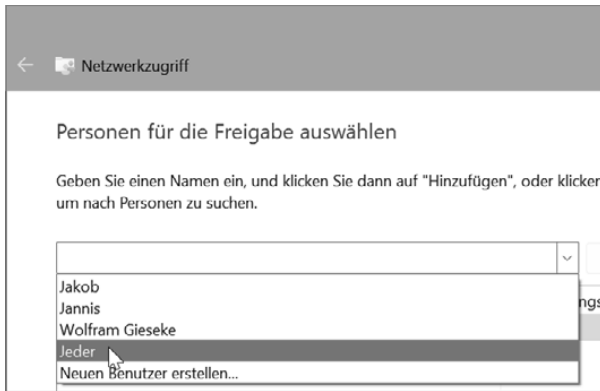 Netzwerkzugriff
Personen für die Freigabe auswählen
Geben Sie einen Namen ein, und klicken Sie dann auf "Hinzufügen", oder klicken
um nach Personen zu suchen.
Jakob
Jannis
Wolfram Gieseke
Jeder
Neuen Benutzer erstellen...